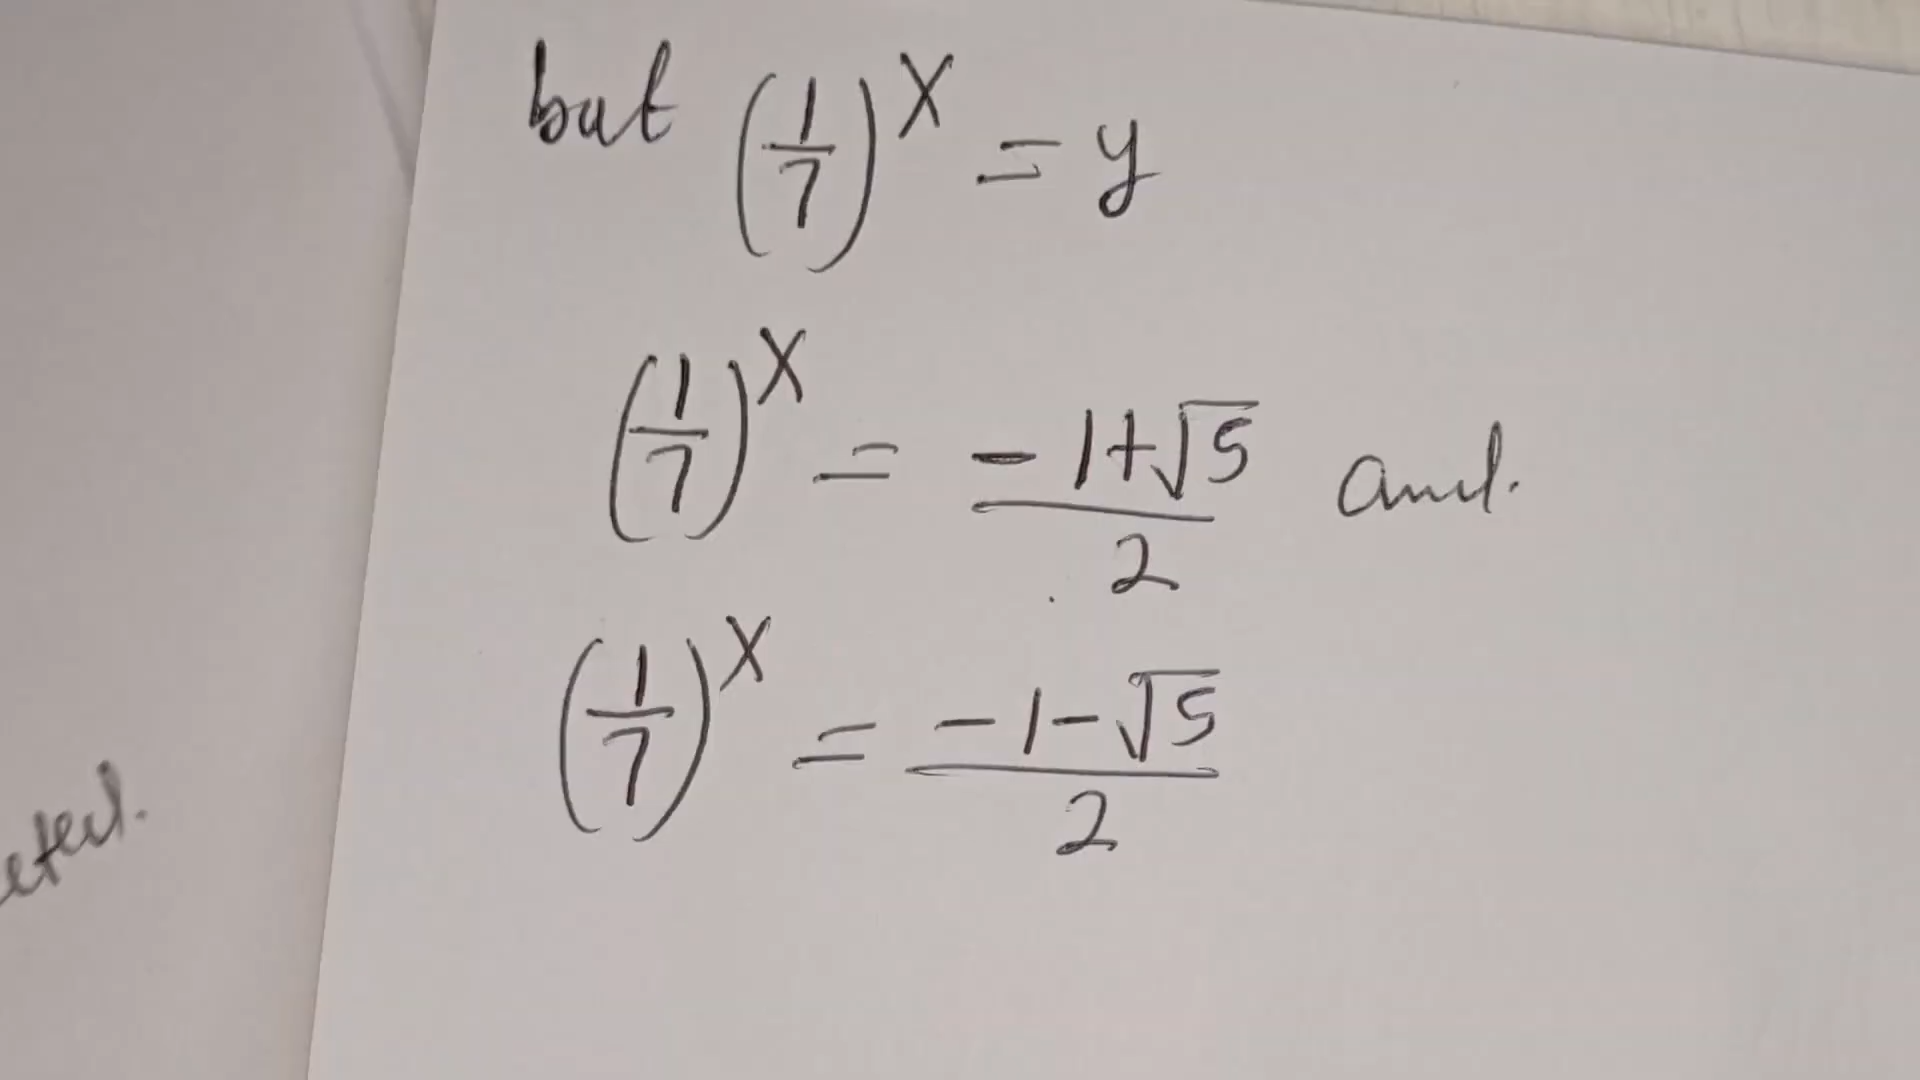 but (1/7)^x = y
(1/7)^x = (-1+√5)/2 and.
(1/7)^x = (-1-√5)/2